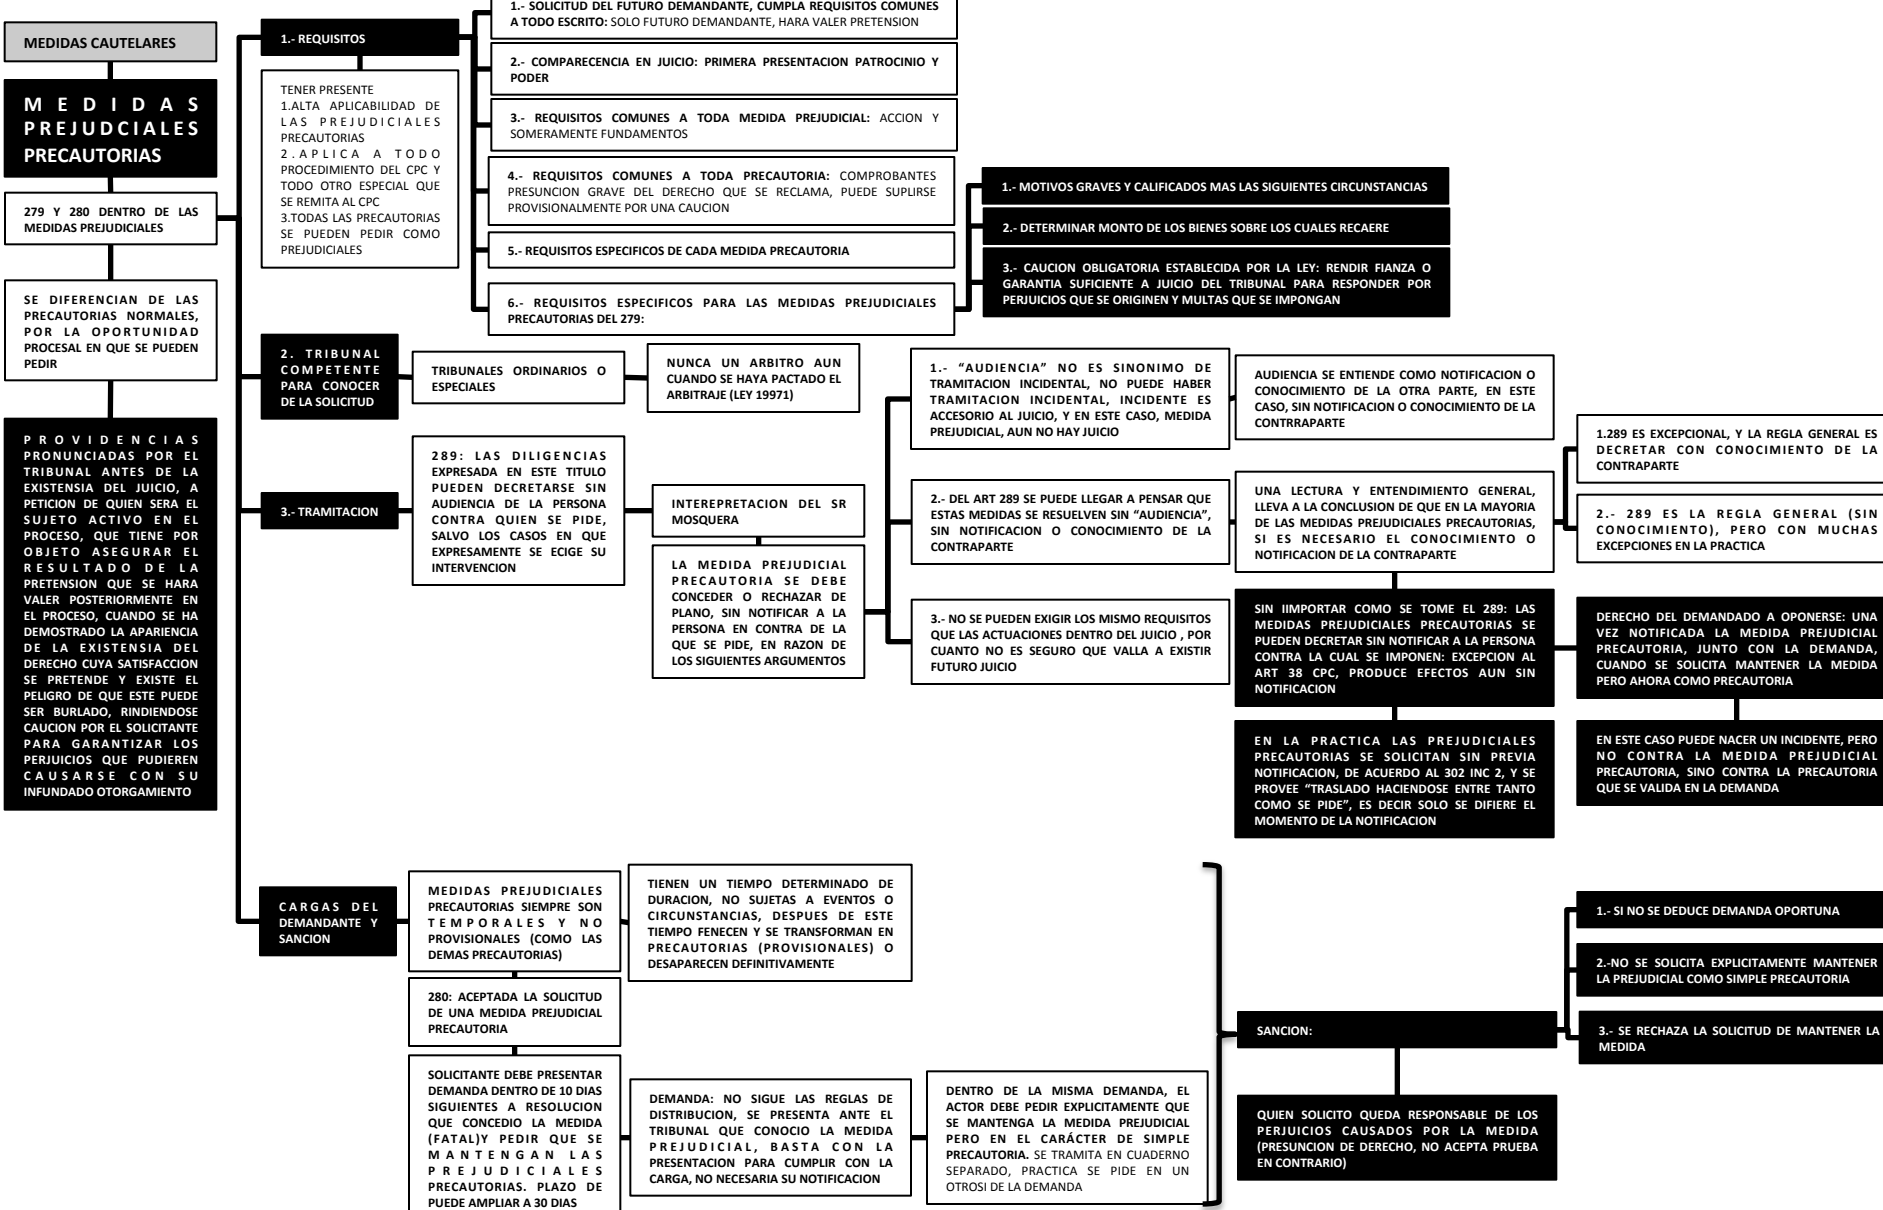 MEDIDAS CAUTELARES
MEDIDAS
PREJUDCIALES
PRECAUTORIAS
279 Y 280 DENTRO DE LAS
MEDIDAS PREJUDICIALES
SE DIFERENCIAN DE LAS
PRECAUTORIAS NORMALES,
POR LA OPORTUNIDAD
PROCESAL EN QUE SE PUEDEN
PEDIR
PROVIDENCIAS
PRONUNCIADAS POR EL
TRIBUNAL ANTES DE LA
EXISTENSIA DEL JUICIO, A
PETICION DE QUIEN SERA EL
SUJETO ACTIVO EN EL
PROCESO, QUE TIENE POR
OBJETO ASEGURAR EL
RESULTADO DE LA
PRETENSION QUE SE HARA
VALER POSTERIORMENTE EN
EL PROCESO, CUANDO SE HA
DEMOSTRADO LA APARIENCIA
DE LA EXISTENSIA DEL
DERECHO CUYA SATISFACCION
SE PRETENDE Y EXISTE EL
PELIGRO DE QUE ESTE PUEDE
SER BURLADO, RINDIENDOSE
CAUCION POR EL SOLICITANTE
PARA GARANTIZAR LOS
PERJUICIOS QUE PUDIEREN
CAUSARSE CON SU
INFUNDADO OTORGAMIENTO
1.- REQUISITOS
TENER PRESENTE
1.ALTA APLICABILIDAD DE
LAS PREJUDICIALES
PRECAUTORIAS
2.APLICA A TODO
PROCEDIMIENTO DEL CPC Y
TODO OTRO ESPECIAL QUE
SE REMITA AL CPC
3.TODAS LAS PRECAUTORIAS
SE PUEDEN PEDIR COMO
PREJUDICIALES
1.- SOLICITUD DEL FUTURO DEMANDANTE, CUMPLA REQUISITOS COMUNES
A TODO ESCRITO: SOLO FUTURO DEMANDANTE, HARA VALER PRETENSION
2.- COMPARECENCIA EN JUICIO: PRIMERA PRESENTACION PATROCINIO Y
PODER
3.- REQUISITOS COMUNES A TODA MEDIDA PREJUDICIAL: ACCION Y
SOMERAMENTE FUNDAMENTOS
4.- REQUISITOS COMUNES A TODA PRECAUTORIA: COMPROBANTES
PRESUNCION GRAVE DEL DERECHO QUE SE RECLAMA, PUEDE SUPLIRSE
PROVISIONALMENTE POR UNA CAUCION
5.- REQUISITOS ESPECIFICOS DE CADA MEDIDA PRECAUTORIA
6.- REQUISITOS ESPECIFICOS PARA LAS MEDIDAS PREJUDICIALES
PRECAUTORIAS DEL 279:
1.- MOTIVOS GRAVES Y CALIFICADOS MAS LAS SIGUIENTES CIRCUNSTANCIAS
2.- DETERMINAR MONTO DE LOS BIENES SOBRE LOS CUALES RECAERE
3.- CAUCION OBLIGATORIA ESTABLECIDA POR LA LEY: RENDIR FIANZA O
GARANTIA SUFICIENTE A JUICIO DEL TRIBUNAL PARA RESPONDER POR
PERJUICIOS QUE SE ORIGINEN Y MULTAS QUE SE IMPONGAN
2. TRIBUNAL
COMPETENTE
PARA CONOCER
DE LA SOLICITUD
TRIBUNALES ORDINARIOS O
ESPECIALES
NUNCA UN ARBITRO AUN
CUANDO SE HAYA PACTADO EL
ARBITRAJE (LEY 19971)
3.- TRAMITACION
289: LAS DILIGENCIAS
EXPRESADA EN ESTE TITULO
PUEDEN DECRETARSE SIN
AUDIENCIA DE LA PERSONA
CONTRA QUIEN SE PIDE,
SALVO LOS CASOS EN QUE
EXPRESAMENTE SE ECIGE SU
INTERVENCION
INTEREPRETACION DEL SR
MOSQUERA
LA MEDIDA PREJUDICIAL
PRECAUTORIA SE DEBE
CONCEDER O RECHAZAR DE
PLANO, SIN NOTIFICAR A LA
PERSONA EN CONTRA DE LA
QUE SE PIDE, EN RAZON DE
LOS SIGUIENTES ARGUMENTOS
1.- “AUDIENCIA” NO ES SINONIMO DE
TRAMITACION INCIDENTAL, NO PUEDE HABER
TRAMITACION INCIDENTAL, INCIDENTE ES
ACCESORIO AL JUICIO, Y EN ESTE CASO, MEDIDA
PREJUDICIAL, AUN NO HAY JUICIO
AUDIENCIA SE ENTIENDE COMO NOTIFICACION O
CONOCIMIENTO DE LA OTRA PARTE, EN ESTE
CASO, SIN NOTIFICACION O CONOCIMIENTO DE LA
CONTRRAPARTE
2.- DEL ART 289 SE PUEDE LLEGAR A PENSAR QUE
ESTAS MEDIDAS SE RESUELVEN SIN “AUDIENCIA”,
SIN NOTIFICACION O CONOCIMIENTO DE LA
CONTRAPARTE
UNA LECTURA Y ENTENDIMIENTO GENERAL,
LLEVA A LA CONCLUSION DE QUE EN LA MAYORIA
DE LAS MEDIDAS PREJUDICIALES PRECAUTORIAS,
SI ES NECESARIO EL CONOCIMIENTO O
NOTIFICACION DE LA CONTRAPARTE
1.289 ES EXCEPCIONAL, Y LA REGLA GENERAL ES
DECRETAR CON CONOCIMIENTO DE LA
CONTRAPARTE
2.- 289 ES LA REGLA GENERAL (SIN
CONOCIMIENTO), PERO CON MUCHAS
EXCEPCIONES EN LA PRACTICA
3.- NO SE PUEDEN EXIGIR LOS MISMO REQUISITOS
QUE LAS ACTUACIONES DENTRO DEL JUICIO , POR
CUANTO NO ES SEGURO QUE VALLA A EXISTIR
FUTURO JUICIO
SIN IIMPORTAR COMO SE TOME EL 289: LAS
MEDIDAS PREJUDICIALES PRECAUTORIAS SE
PUEDEN DECRETAR SIN NOTIFICAR A LA PERSONA
CONTRA LA CUAL SE IMPONEN: EXCEPCION AL
ART 38 CPC, PRODUCE EFECTOS AUN SIN
NOTIFICACION
DERECHO DEL DEMANDADO A OPONERSE: UNA
VEZ NOTIFICADA LA MEDIDA PREJUDICIAL
PRECAUTORIA, JUNTO CON LA DEMANDA,
CUANDO SE SOLICITA MANTENER LA MEDIDA
PERO AHORA COMO PRECAUTORIA
EN LA PRACTICA LAS PREJUDICIALES
PRECAUTORIAS SE SOLICITAN SIN PREVIA
NOTIFICACION, DE ACUERDO AL 302 INC 2, Y SE
PROVEE “TRASLADO HACIENDOSE ENTRE TANTO
COMO SE PIDE”, ES DECIR SOLO SE DIFIERE EL
MOMENTO DE LA NOTIFICACION
EN ESTE CASO PUEDE NACER UN INCIDENTE, PERO
NO CONTRA LA MEDIDA PREJUDICIAL
PRECAUTORIA, SINO CONTRA LA PRECAUTORIA
QUE SE VALIDA EN LA DEMANDA
CARGAS DEL
DEMANDANTE Y
SANCION
MEDIDAS PREJUDICIALES
PRECAUTORIAS SIEMPRE SON
TEMPORALES Y NO
PROVISIONALES (COMO LAS
DEMAS PRECAUTORIAS)
TIENEN UN TIEMPO DETERMINADO DE
DURACION, NO SUJETAS A EVENTOS O
CIRCUNSTANCIAS, DESPUES DE ESTE
TIEMPO FENECEN Y SE TRANSFORMAN EN
PRECAUTORIAS (PROVISIONALES) O
DESAPARECEN DEFINITIVAMENTE
280: ACEPTADA LA SOLICITUD
DE UNA MEDIDA PREJUDICIAL
PRECAUTORIA
SOLICITANTE DEBE PRESENTAR
DEMANDA DENTRO DE 10 DIAS
SIGUIENTES A RESOLUCION
QUE CONCEDIO LA MEDIDA
(FATAL)Y PEDIR QUE SE
MANTENGAN LAS
PREJUDICIALES
PRECAUTORIAS. PLAZO DE
PUEDE AMPLIAR A 30 DIAS
DEMANDA: NO SIGUE LAS REGLAS DE
DISTRIBUCION, SE PRESENTA ANTE EL
TRIBUNAL QUE CONOCIO LA MEDIDA
PREJUDICIAL, BASTA CON LA
PRESENTACION PARA CUMPLIR CON LA
CARGA, NO NECESARIA SU NOTIFICACION
DENTRO DE LA MISMA DEMANDA, EL
ACTOR DEBE PEDIR EXPLICITAMENTE QUE
SE MANTENGA LA MEDIDA PREJUDICIAL
PERO EN EL CARÁCTER DE SIMPLE
PRECAUTORIA. SE TRAMITA EN CUADERNO
SEPARADO, PRACTICA SE PIDE EN UN
OTROSI DE LA DEMANDA
SANCION:
1.- SI NO SE DEDUCE DEMANDA OPORTUNA
2.-NO SE SOLICITA EXPLICITAMENTE MANTENER
LA PREJUDICIAL COMO SIMPLE PRECAUTORIA
3.- SE RECHAZA LA SOLICITUD DE MANTENER LA
MEDIDA
QUIEN SOLICITO QUEDA RESPONSABLE DE LOS
PERJUICIOS CAUSADOS POR LA MEDIDA
(PRESUNCION DE DERECHO, NO ACEPTA PRUEBA
EN CONTRARIO)